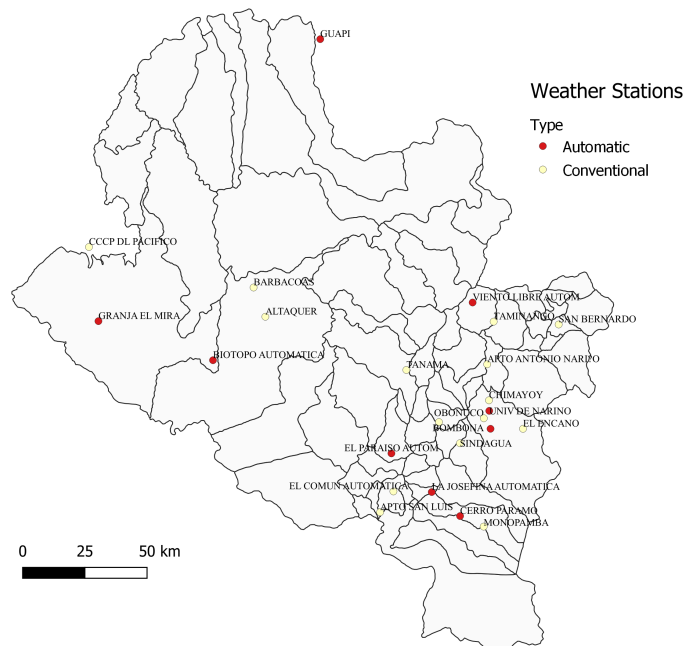 GUAPI
Weather Stations
Type
Automatic
Conventional
CCCP DL PACIFICO
BARBACOAS
VIENTO LIBRE AUTOM
GRANJA EL MIRA
ALTAQUER
TAMINANGO
SAN BERNARDO
BIOTOPO AUTOMATICA
PANAMA
APTO ANTONIO NARI
CHIMAYOY
OBONUCO
UNIV DE NARINO
BOMBONA
EL ENCANO
SINDAGUA
EL PARAISO AUTOM
EL COMUN AUTOMATICA
LA JOSEFINA AUTOMATICA
APTO SAN LUIS
CERRO PARAMO
MONOPAMBA
0 25 50 km